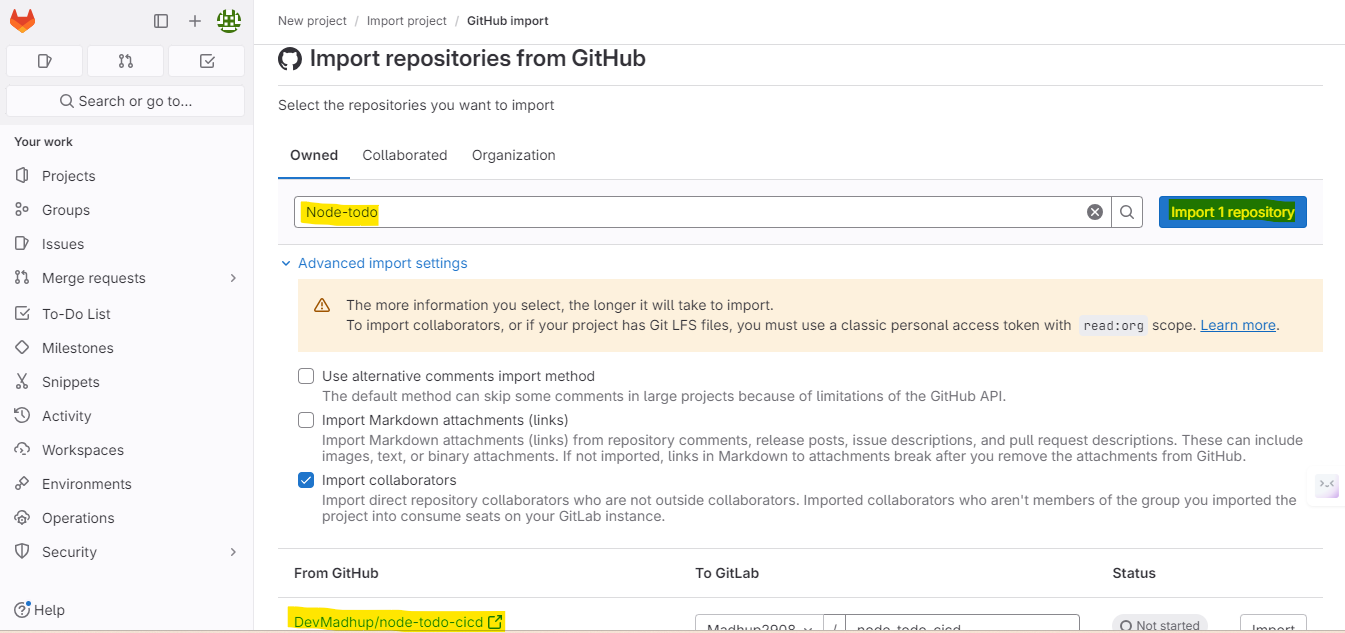 New project / Import project / GitHub import
Import repositories from GitHub
Search or go to...
Select the repositories you want to import
Your work
Owned Collaborated Organization
Projects
Groups
Node-todo
Import 1 repository
Issues
Advanced import settings
Merge requests
The more information you select, the longer it will take to import.
To import collaborators, or if your project has Git LFS files, you must use a classic personal access token with read:org scope. Learn more.
To-Do List
Milestones
Snippets
Activity
Workspaces
Environments
Operations
Security
Help
Use alternative comments import method
The default method can skip some comments in large projects because of limitations of the GitHub API.
Import Markdown attachments (links)
Import Markdown attachments (links) from repository comments, release posts, issue descriptions, and pull request descriptions. These can include
images, text, or binary attachments. If not imported, links in Markdown to attachments break after you remove the attachments from GitHub.
Import collaborators
Import direct repository collaborators who are not outside collaborators. Imported collaborators who aren't members of the group you imported the
project into consume seats on your GitLab instance.
From GitHub To GitLab Status
DevMadhup/node-todo-cicd Madhup2908 / node-todo-cicd Not started Import